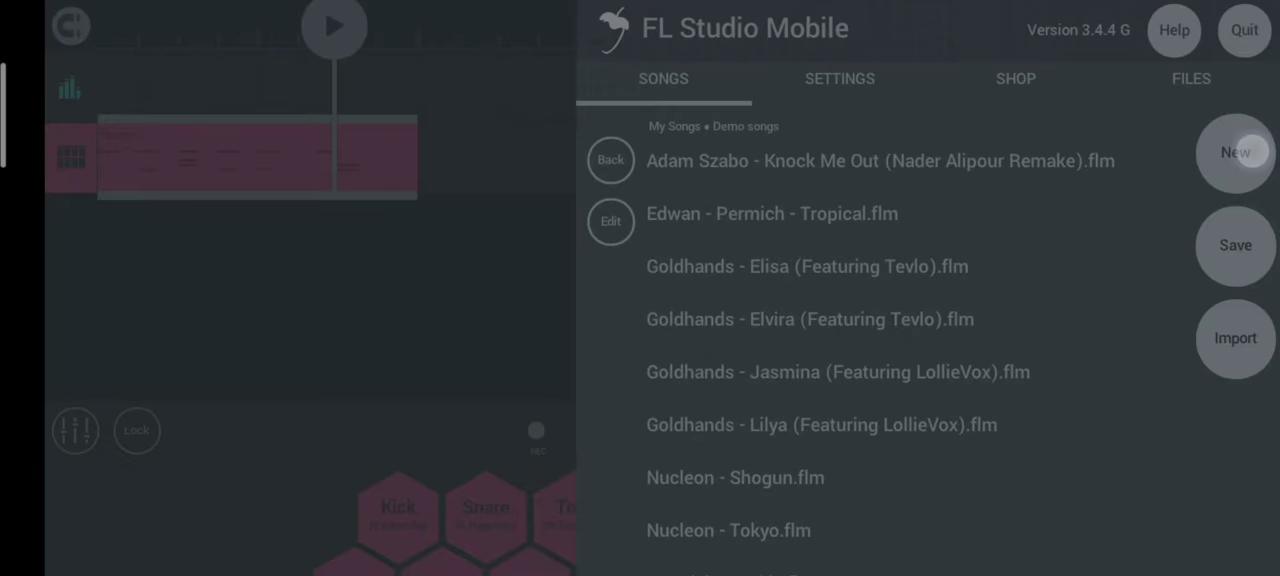 FL Studio Mobile
Version 3.4.4 G
Help
Quit
SONGS
SETTINGS
SHOP
FILES
My Songs • Demo songs
Back
Adam Szabo - Knock Me Out (Nader Alipour Remake).flm
New
Edit
Edwan - Permich - Tropical.flm
Save
Goldhands - Elisa (Featuring Tevlo).flm
Goldhands - Elvira (Featuring Tevlo).flm
Import
Goldhands - Jasmina (Featuring LollieVox).flm
Goldhands - Lilya (Featuring LollieVox).flm
Nucleon - Shogun.flm
Nucleon - Tokyo.flm
Lock
REC
Kick
Snare